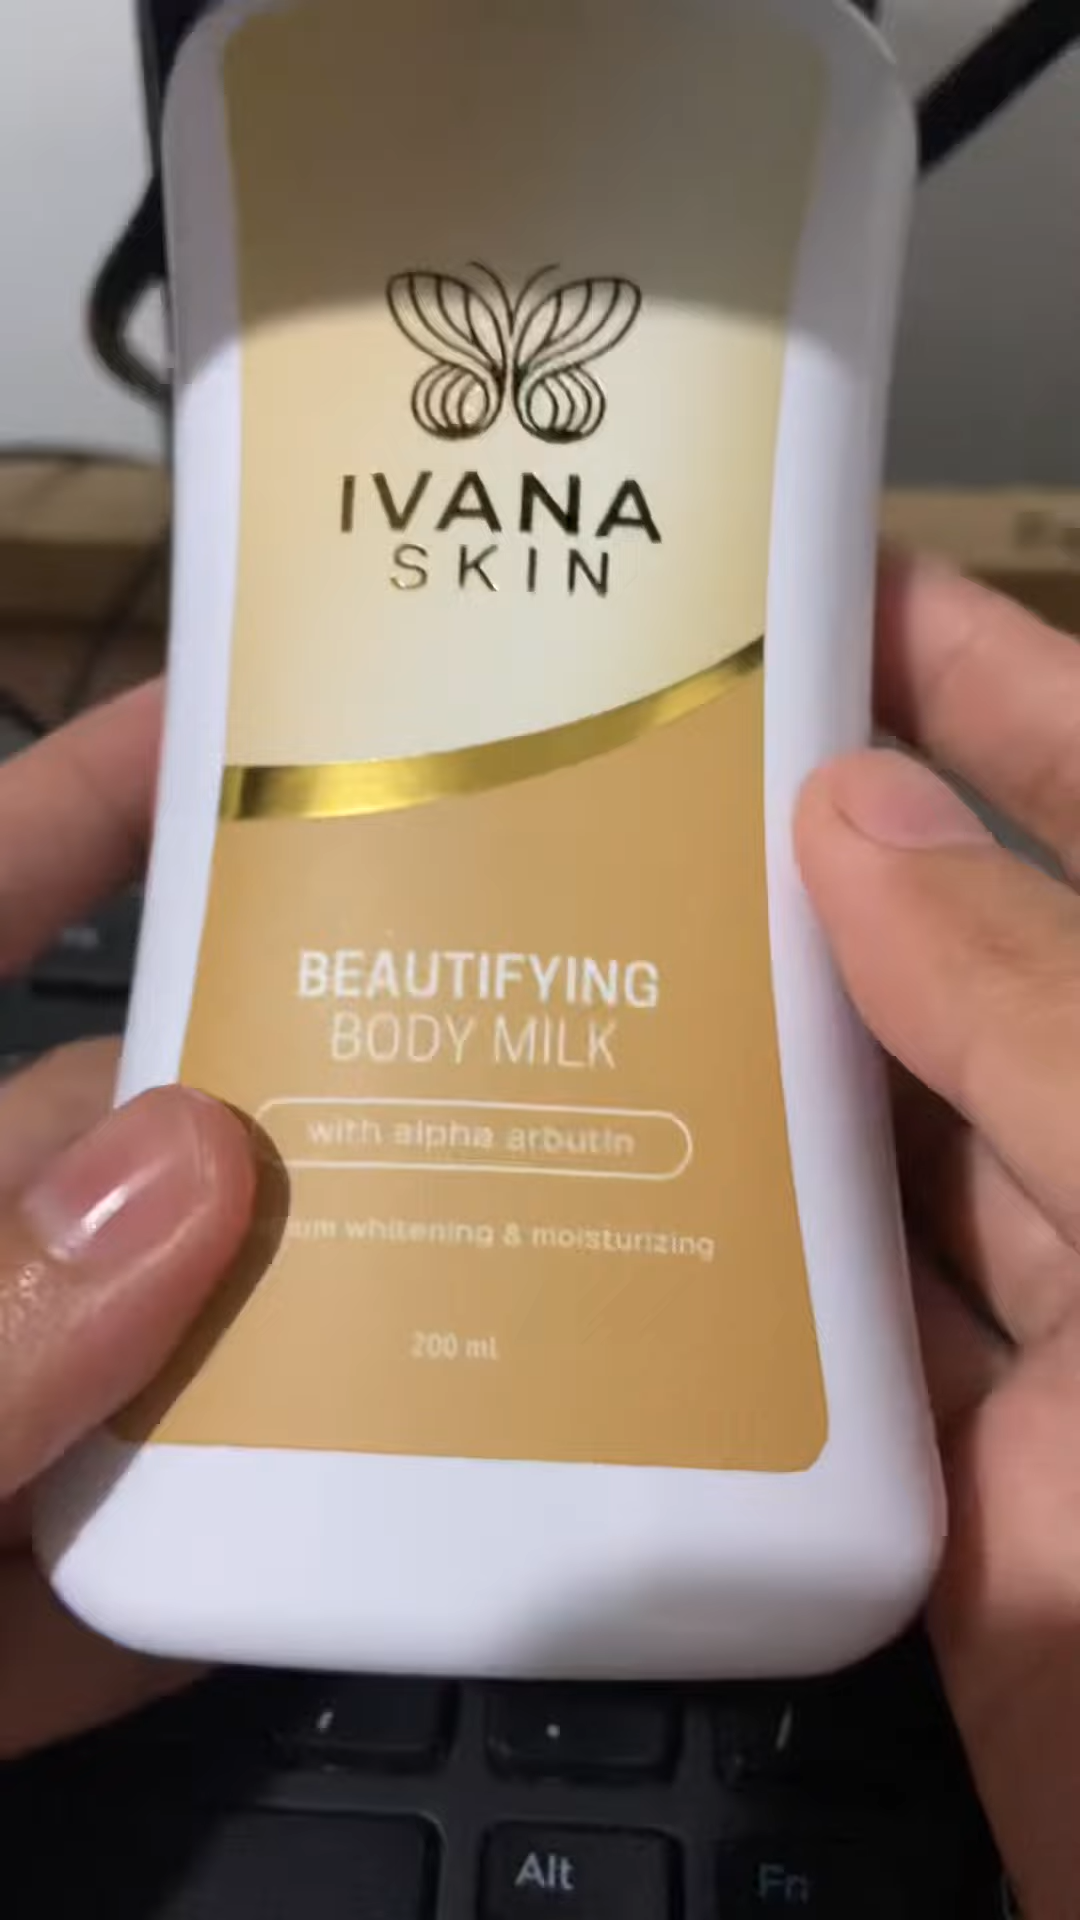 IVANA
SKIN
BEAUTIFYING
BODY MILK
with alpha arbutin
whitening & moisturizing
200 ml
, . /
Alt Fn